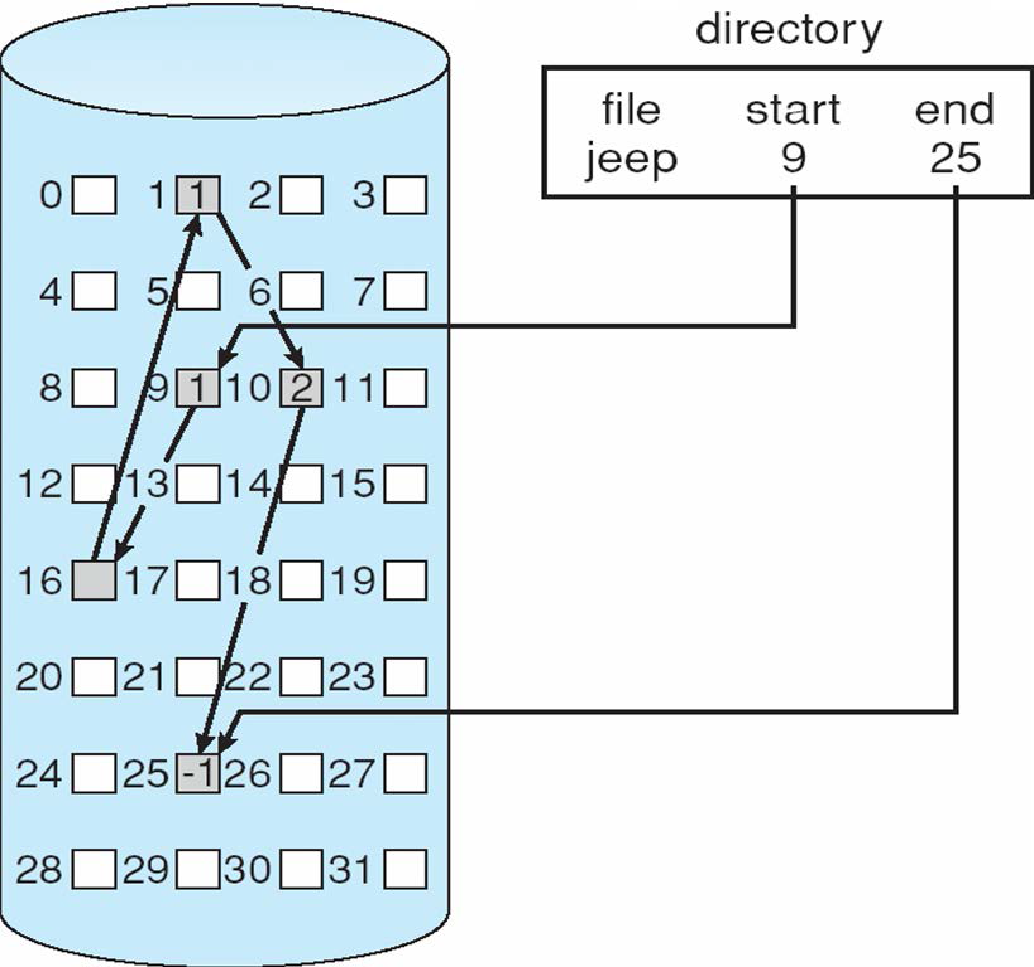 directory
file start end
jeep 9 25
0 1 1 2 3
4 5 6 7
8 9 1 10 2 11
12 13 14 15
16 17 18 19
20 21 22 23
24 25 -1 26 27
28 29 30 31